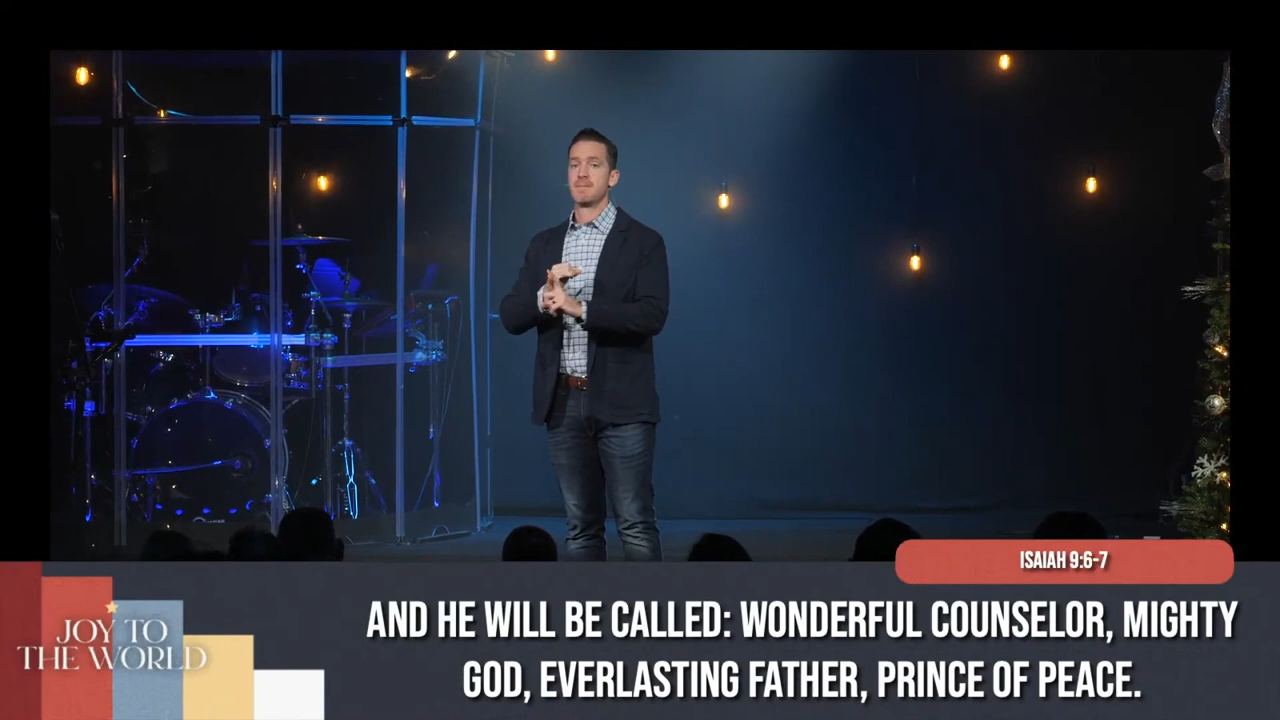 ISAIAH 9:6-7
AND HE WILL BE CALLED: WONDERFUL COUNSELOR, MIGHTY
GOD, EVERLASTING FATHER, PRINCE OF PEACE.
JOY TO
THE WORLD